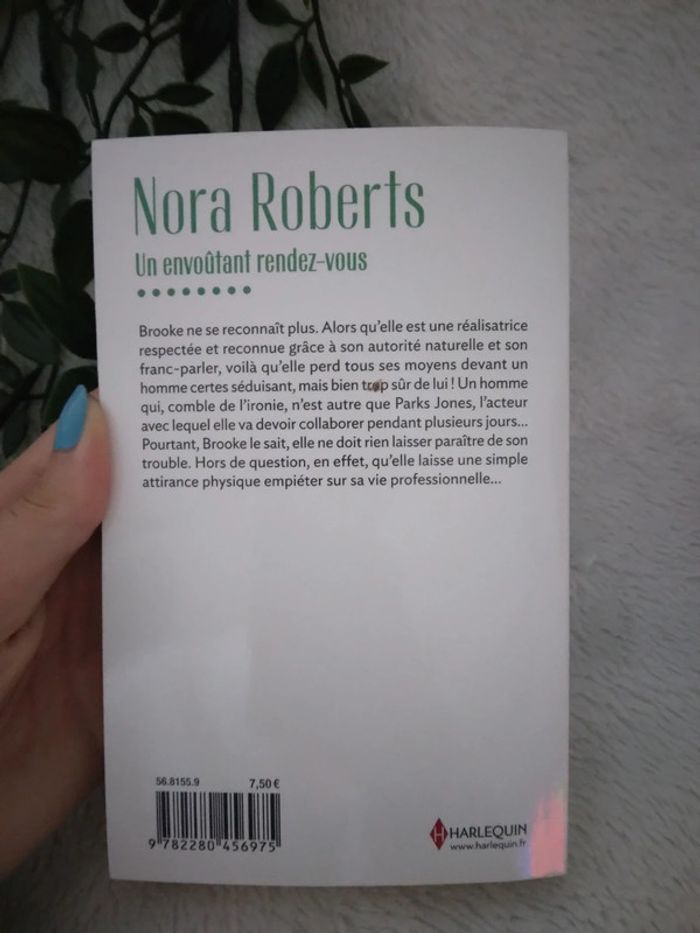 Nora Roberts
Un envoûtant rendez-vous
Brooke ne se reconnaît plus. Alors qu'elle est une réalisatrice
respectée et reconnue grâce à son autorité naturelle et son
franc-parler, voilà qu'elle perd tous ses moyens devant un
homme certes séduisant, mais bien trop sûr de lui ! Un homme
qui, comble de l'ironie, n'est autre que Parks Jones, l'acteur
avec lequel elle va devoir collaborer pendant plusieurs jours...
Pourtant, Brooke le sait, elle ne doit rien laisser paraître de son
trouble. Hors de question, en effet, qu'elle laisse une simple
attirance physique empiéter sur sa vie professionnelle...
56.8155.9 7,50 €
9 782280 456975
H HARLEQUIN
www.harlequin.fr